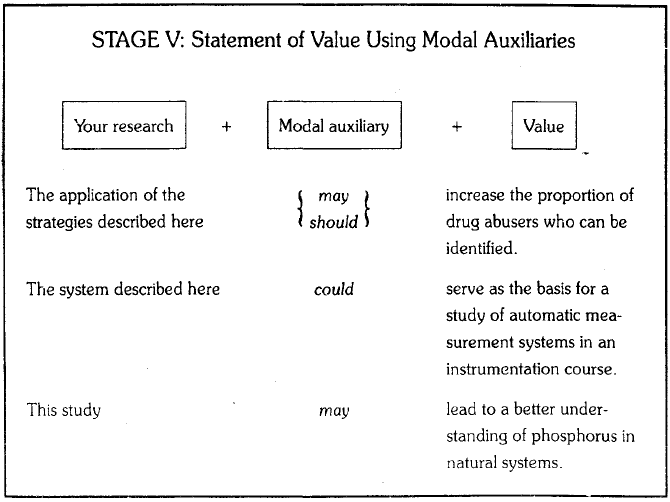 STAGE V: Statement of Value Using Modal Auxiliaries
Your research + Modal auxiliary + Value
The application of the may increase the proportion of
strategies described here should drug abusers who can be
identified.
The system described here could serve as the basis for a
study of automatic mea-
surement systems in an
instrumentation course.
This study may lead to a better under-
standing of phosphorus in
natural systems.